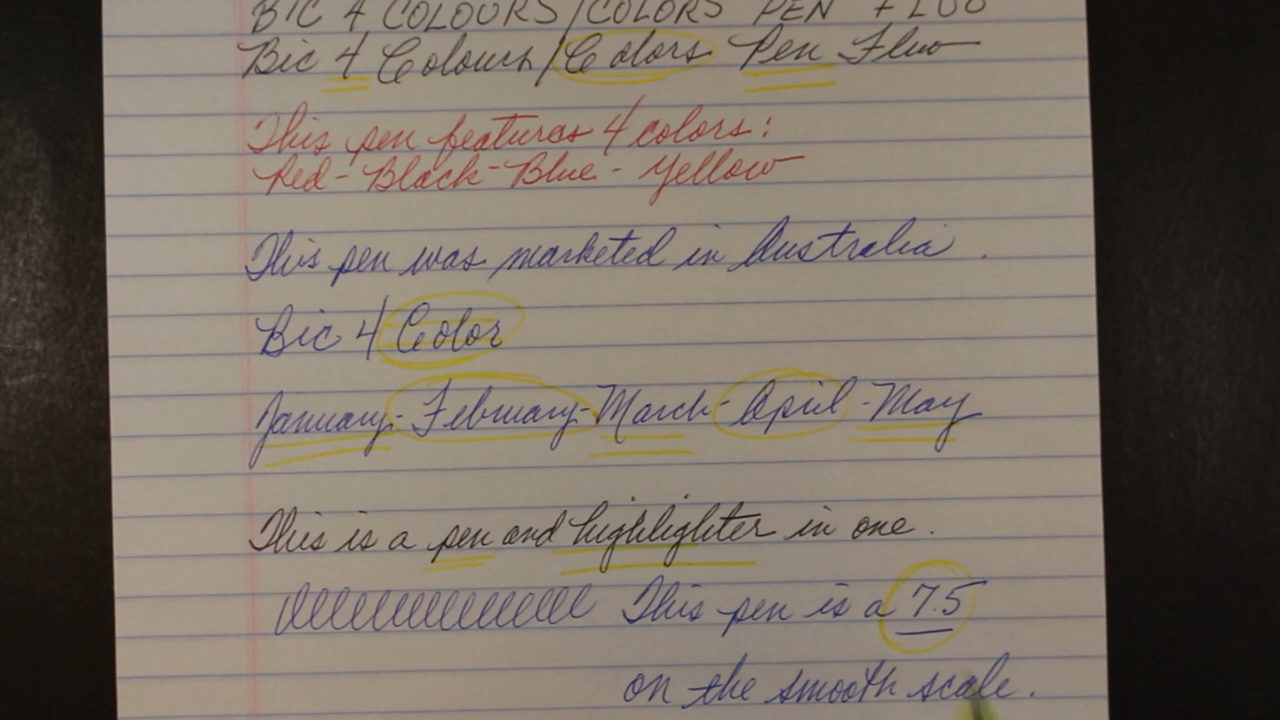 BIC 4 COLOURS/COLORS PEN FLUO
Bic 4 Colours/Colors Pen Fluo
This pen features 4 colors:
Red - Black - Blue - Yellow
This pen was marketed in Australia.
Bic 4 Color
January - February - March - April - May
This is a pen and highlighter in one.
This pen is a 7.5
on the smooth scale.